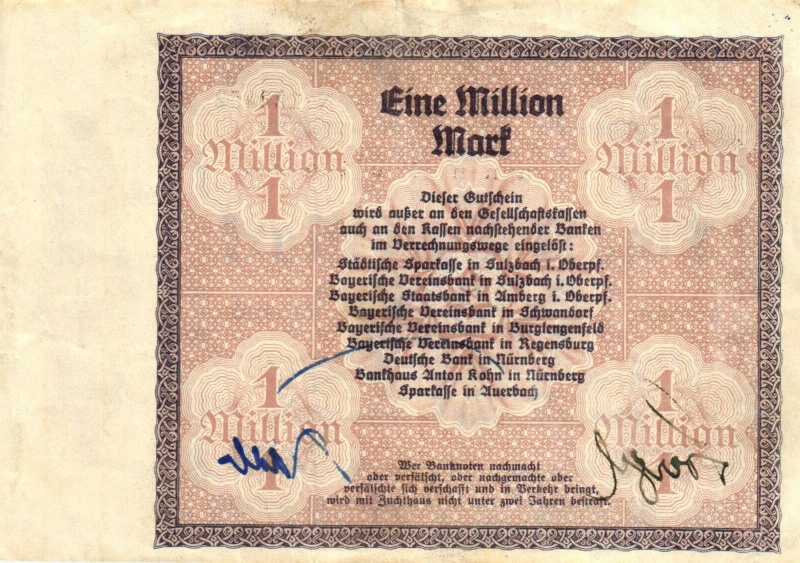 Eine Million
Mark
1
Million
1
1
Million
1
Dieser Gutschein
wird außer an den Gesellschaftskassen
auch an den Kassen nachstehender Banken
im Verrechnungswege eingelöst:
Städtische Sparkasse in Sulzbach i. Oberpf.
Bayerische Vereinsbank in Sulzbach i. Oberpf.
Bayerische Staatsbank in Amberg i. Oberpf.
Bayerische Vereinsbank in Schwandorf
Bayerische Vereinsbank in Burglengenfeld
Bayerische Vereinsbank in Regensburg
Deutsche Bank in Nürnberg
Bankhaus Anton Kohn in Nürnberg
Sparkasse in Auerbach
1
Million
1
1
Million
1
Wer Banknoten nachmacht
oder verfälscht, oder nachgemachte oder
verfälschte sich verschafft und in Verkehr bringt,
wird mit Zuchthaus nicht unter zwei Jahren bestraft.